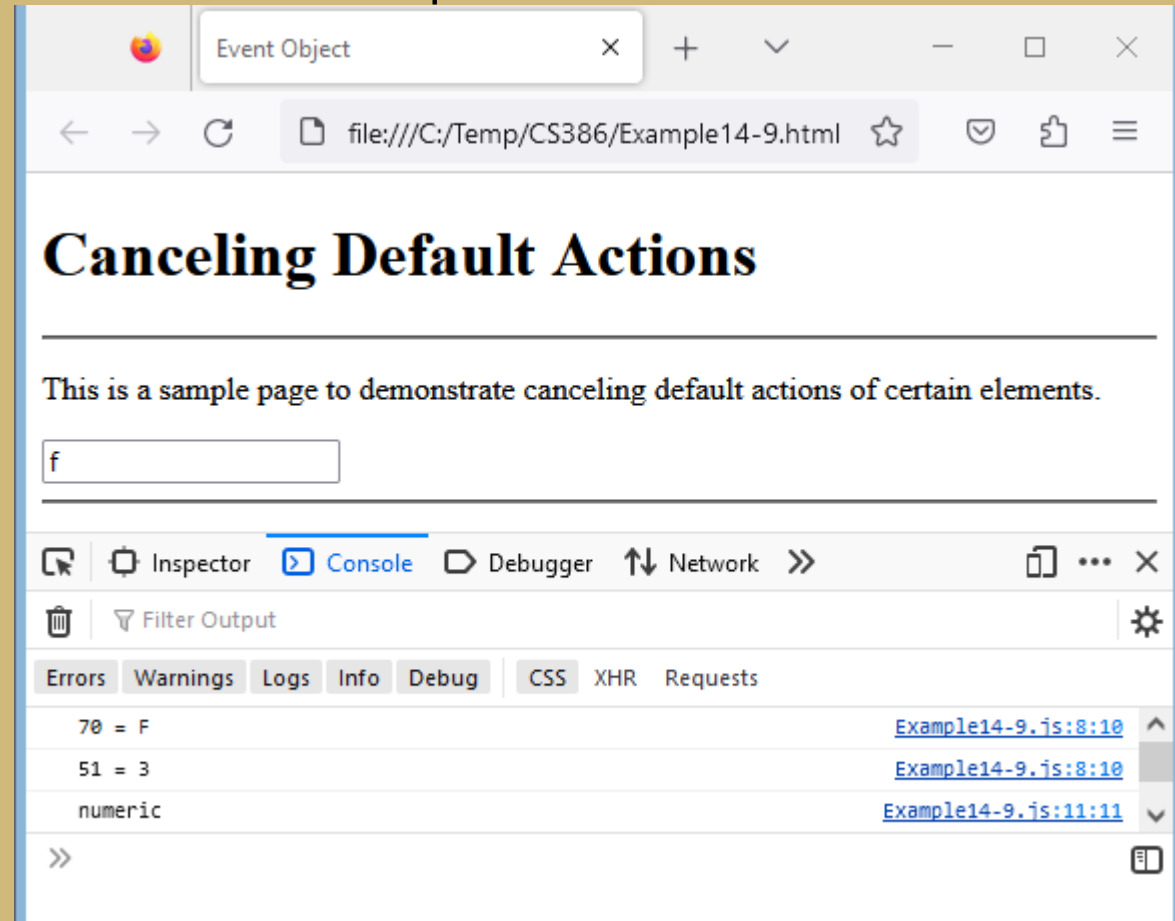 Event Object
file:///C:/Temp/CS386/Example14-9.html
Canceling Default Actions
This is a sample page to demonstrate canceling default actions of certain elements.
f
Inspector Console Debugger Network
Filter Output
Errors Warnings Logs Info Debug CSS XHR Requests
70 = F Example14-9.js:8:10
51 = 3 Example14-9.js:8:10
numeric Example14-9.js:11:11